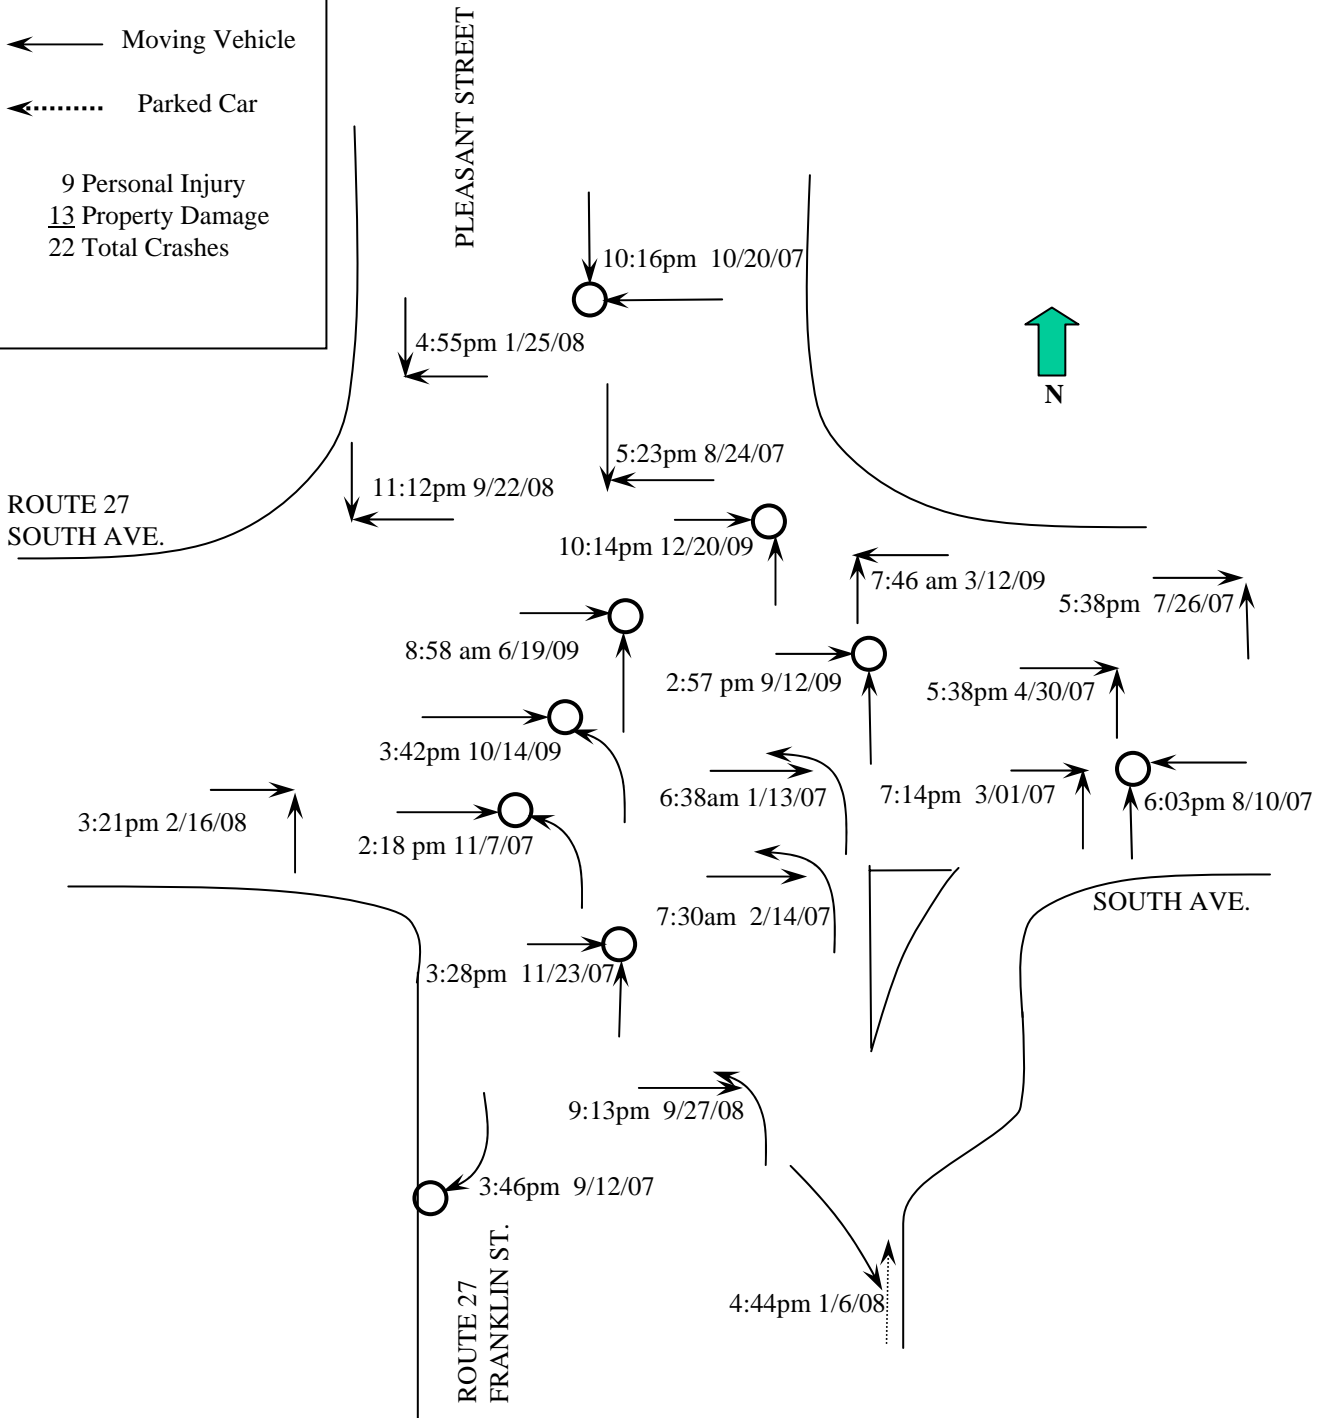 Moving Vehicle
Parked Car
9 Personal Injury
13 Property Damage
22 Total Crashes
PLEASANT STREET
10:16pm 10/20/07
4:55pm 1/25/08
N
5:23pm 8/24/07
11:12pm 9/22/08
ROUTE 27
SOUTH AVE.
10:14pm 12/20/09
7:46 am 3/12/09
5:38pm 7/26/07
8:58 am 6/19/09
2:57 pm 9/12/09
5:38pm 4/30/07
3:42pm 10/14/09
6:38am 1/13/07
7:14pm 3/01/07
6:03pm 8/10/07
3:21pm 2/16/08
2:18 pm 11/7/07
7:30am 2/14/07
SOUTH AVE.
3:28pm 11/23/07
9:13pm 9/27/08
3:46pm 9/12/07
4:44pm 1/6/08
ROUTE 27
FRANKLIN ST.